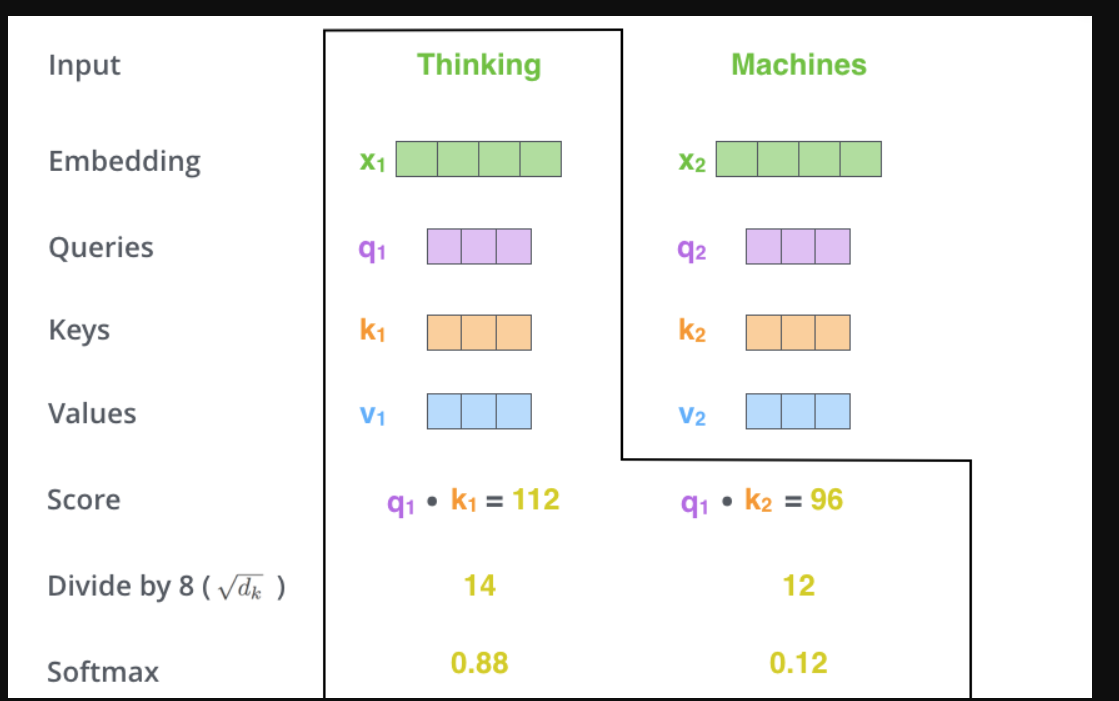 Input Thinking Machines
Embedding x₁ x₂
Queries q₁ q₂
Keys k₁ k₂
Values v₁ v₂
Score q₁ • k₁ = 112 q₁ • k₂ = 96
Divide by 8 ( √dₖ ) 14 12
Softmax 0.88 0.12